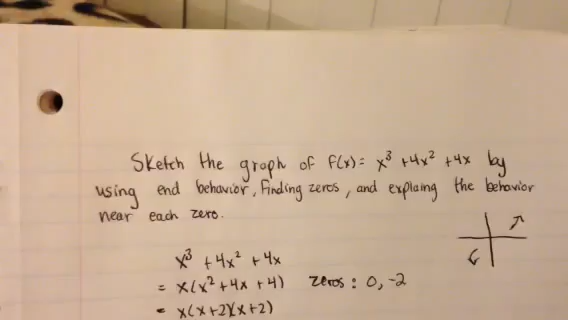 Sketch the graph of f(x)= x³ +4x² +4x by
using end behavior, finding zeros, and explaing the behavior
near each zero.
x³ +4x² +4x
= x(x²+4x +4) zeros: 0,-2
= x(x+2)(x+2)